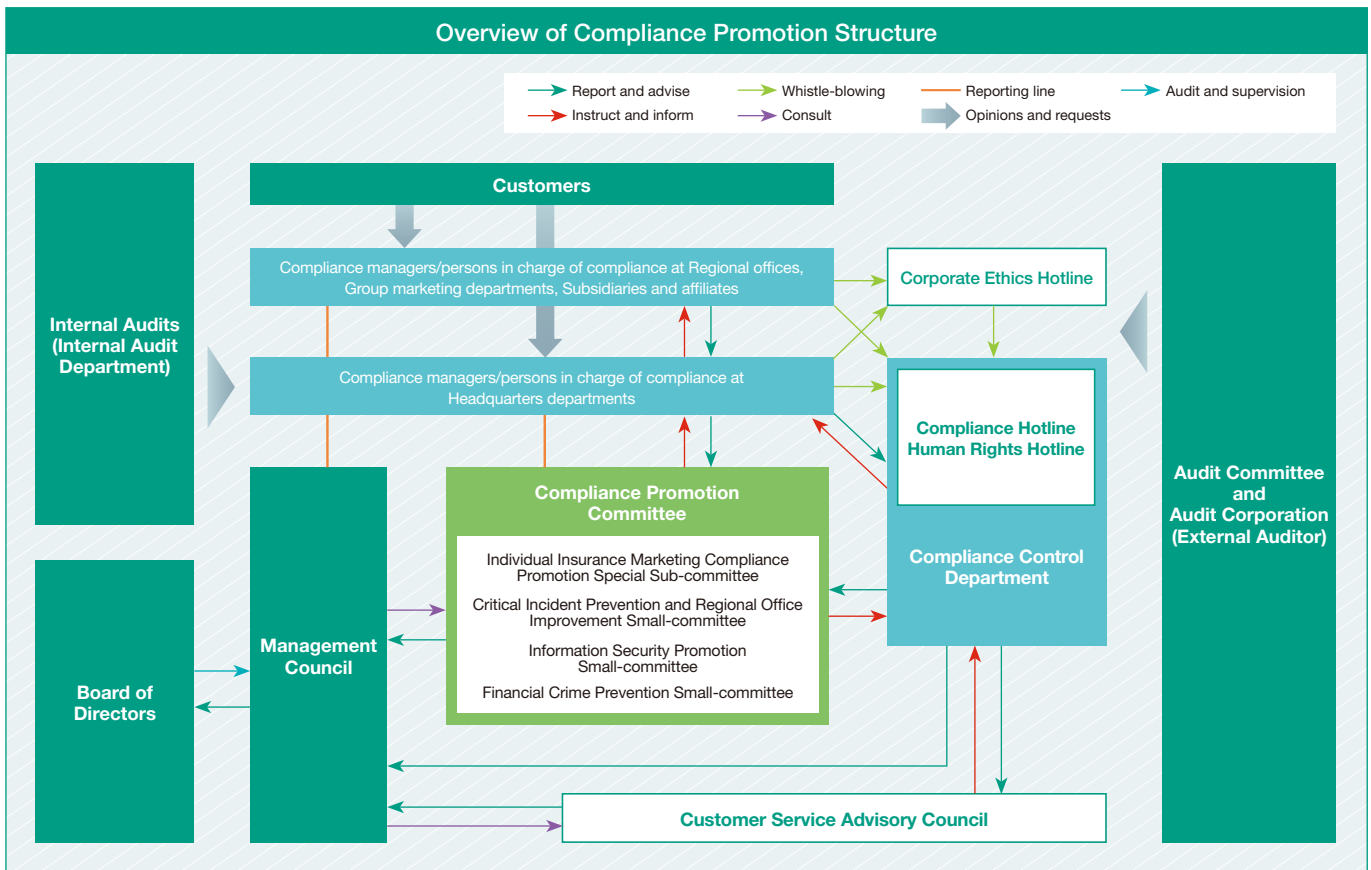 Overview of Compliance Promotion Structure
Report and advise
Whistle-blowing
Reporting line
Audit and supervision
Instruct and inform
Consult
Opinions and requests
Customers
Compliance managers/persons in charge of compliance at Regional offices,
Group marketing departments, Subsidiaries and affiliates
Corporate Ethics Hotline
Internal Audits
(Internal Audit
Department)
Compliance managers/persons in charge of compliance at
Headquarters departments
Compliance Hotline
Human Rights Hotline
Compliance Control
Department
Audit Committee
and
Audit Corporation
(External Auditor)
Compliance Promotion
Committee
Individual Insurance Marketing Compliance
Promotion Special Sub-committee
Critical Incident Prevention and Regional Office
Improvement Small-committee
Information Security Promotion
Small-committee
Financial Crime Prevention Small-committee
Management
Council
Board of
Directors
Customer Service Advisory Council